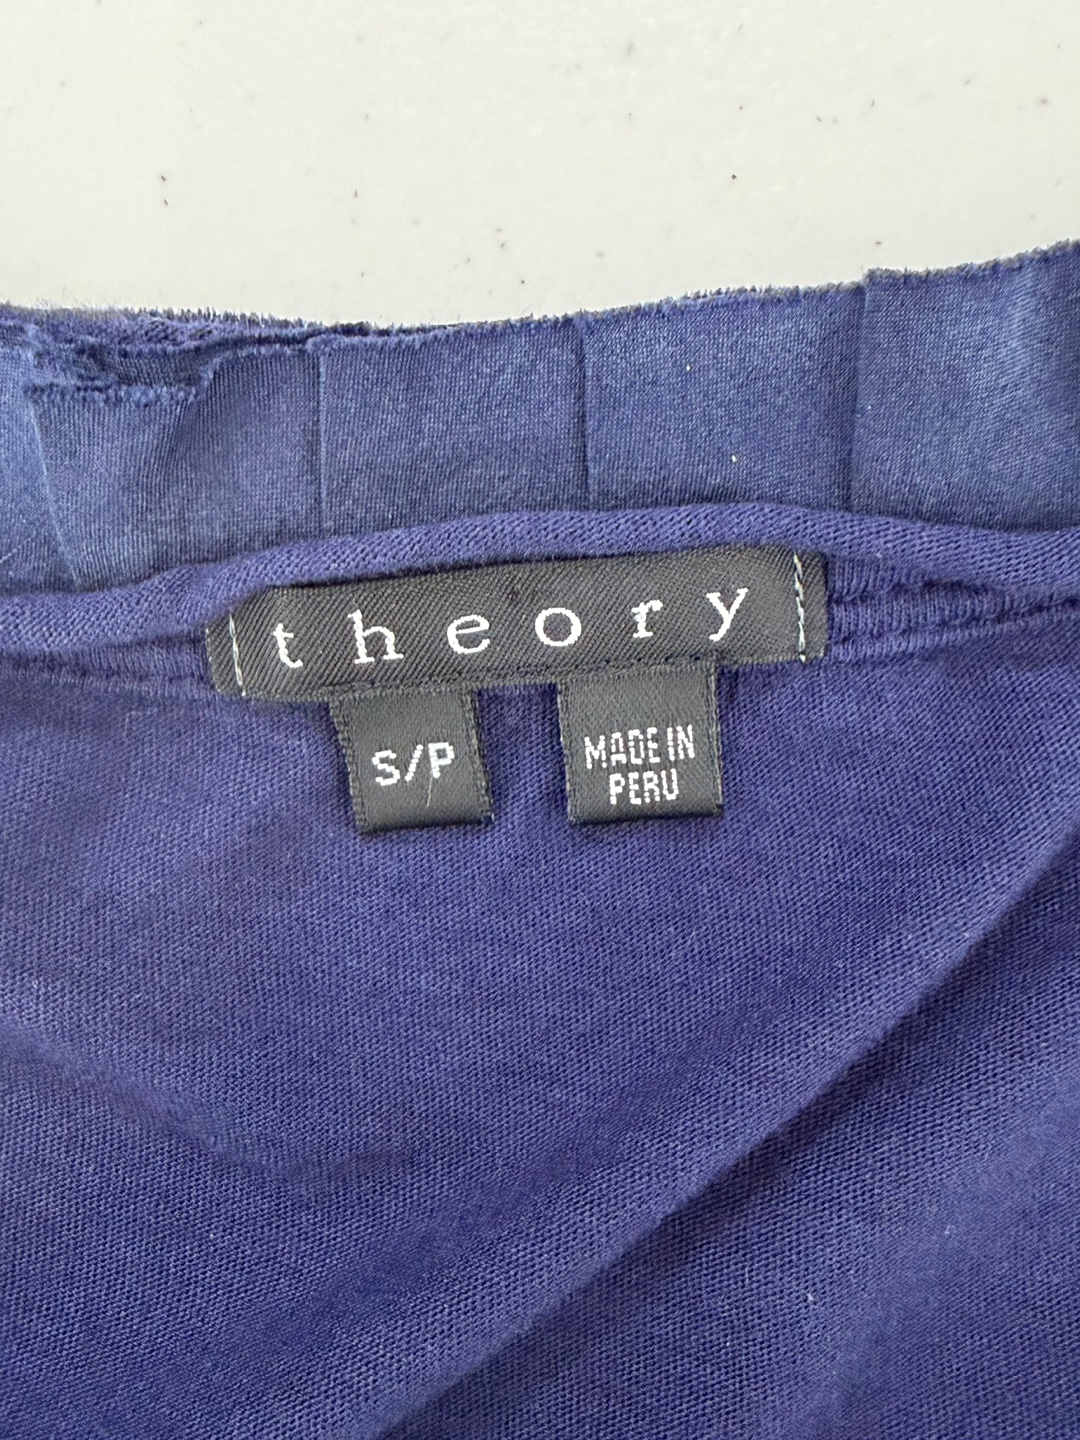 theory
S/P
MADE IN
PERU